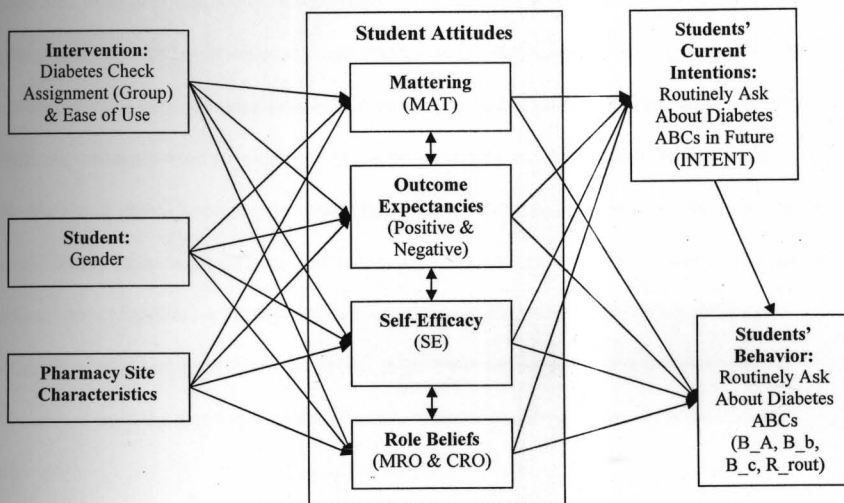 Intervention:
Diabetes Check
Assignment (Group)
& Ease of Use
Student:
Gender
Pharmacy Site
Characteristics
Student Attitudes
Mattering
(MAT)
Outcome
Expectancies
(Positive &
Negative)
Self-Efficacy
(SE)
Role Beliefs
(MRO & CRO)
Students'
Current
Intentions:
Routinely Ask
About Diabetes
ABCs in Future
(INTENT)
Students'
Behavior:
Routinely Ask
About Diabetes
ABCs
(B_A, B_b,
B_c, R_rout)